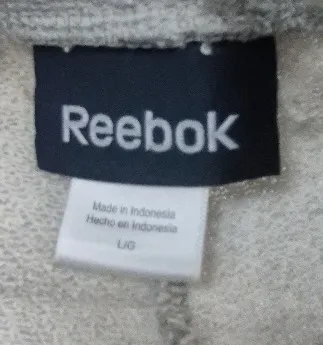 Reebok
Made in Indonesia
Hecho en Indonesia
L/G